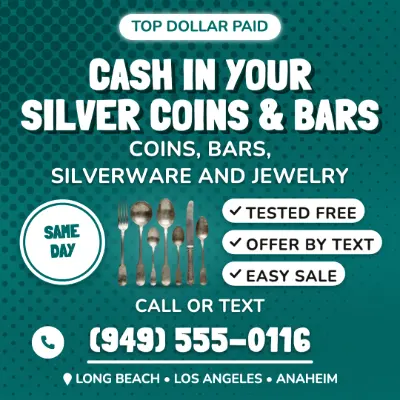 TOP DOLLAR PAID
CASH IN YOUR
SILVER COINS & BARS
COINS, BARS,
SILVERWARE AND JEWELRY
SAME
DAY
TESTED FREE
OFFER BY TEXT
EASY SALE
CALL OR TEXT
(949) 555-0116
LONG BEACH • LOS ANGELES • ANAHEIM